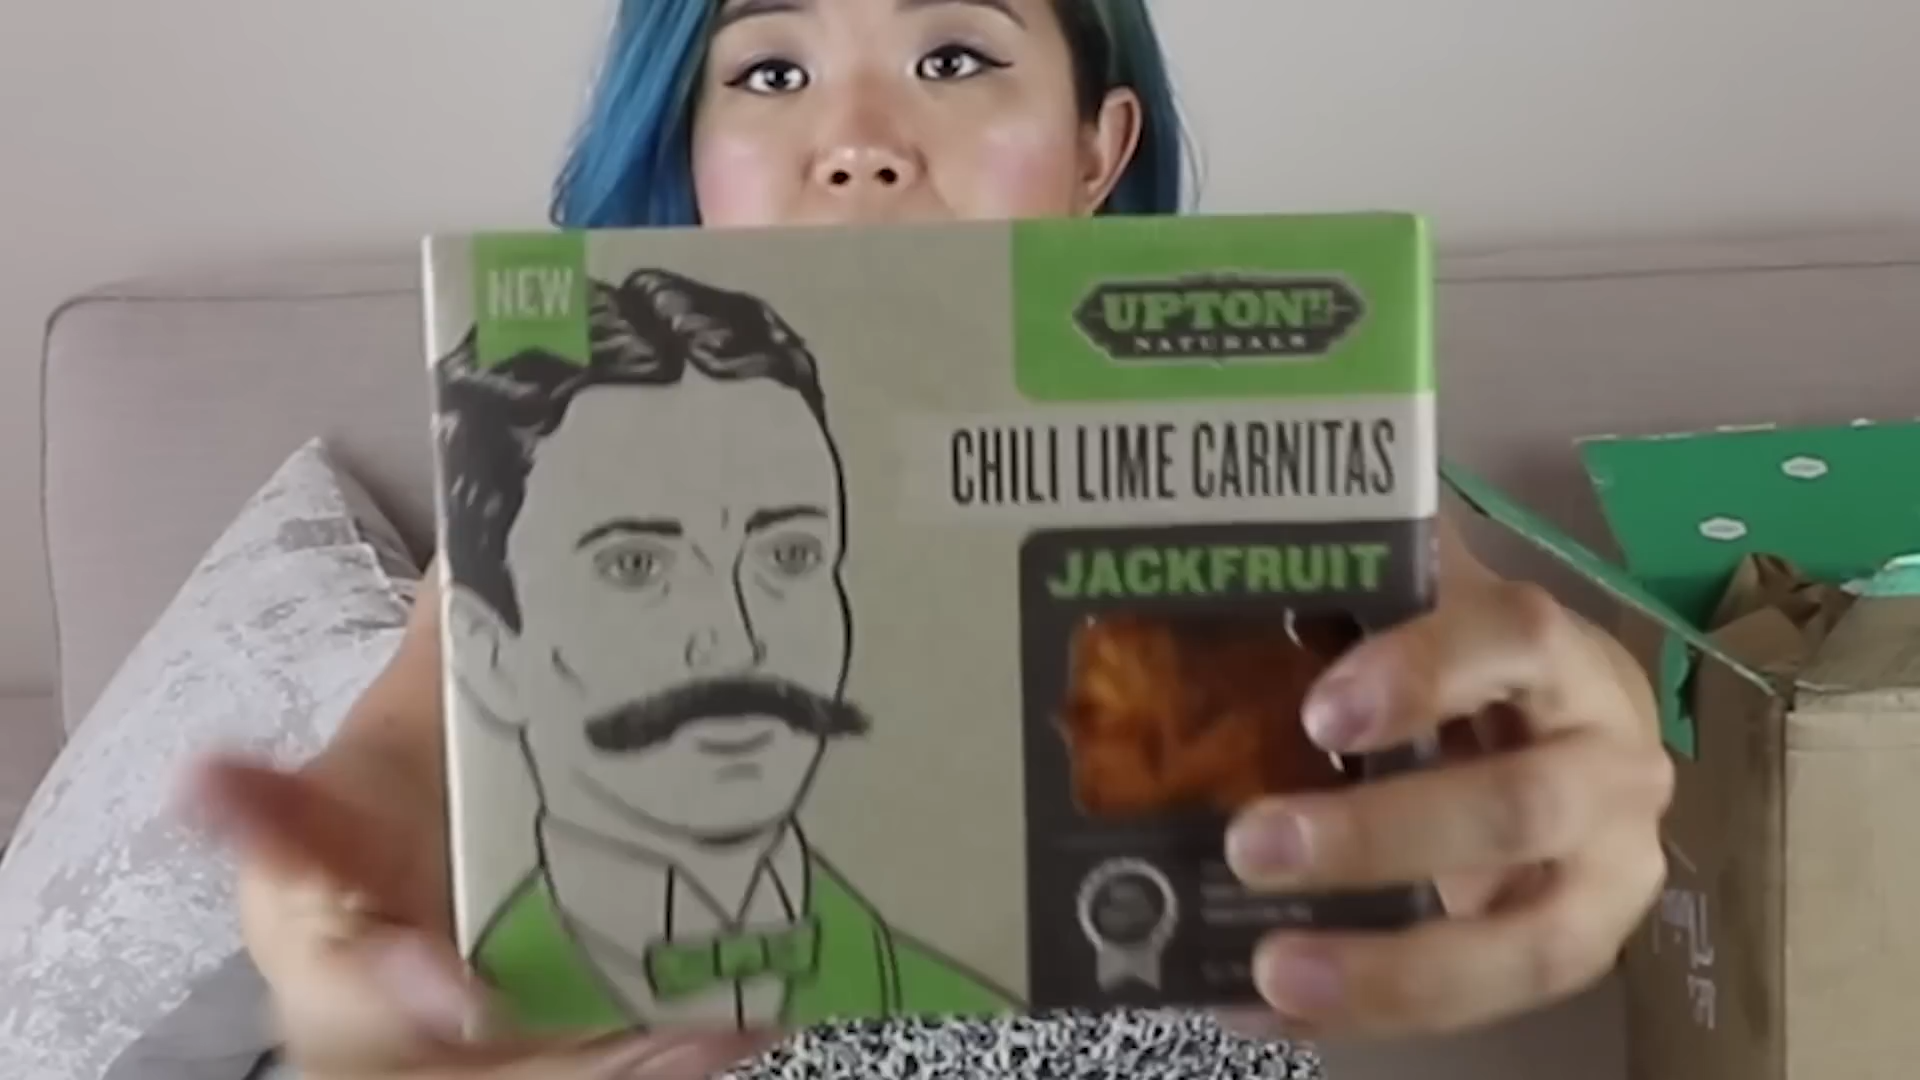 NEW
UPTON'S
NATURALS
CHILI LIME CARNITAS
JACKFRUIT